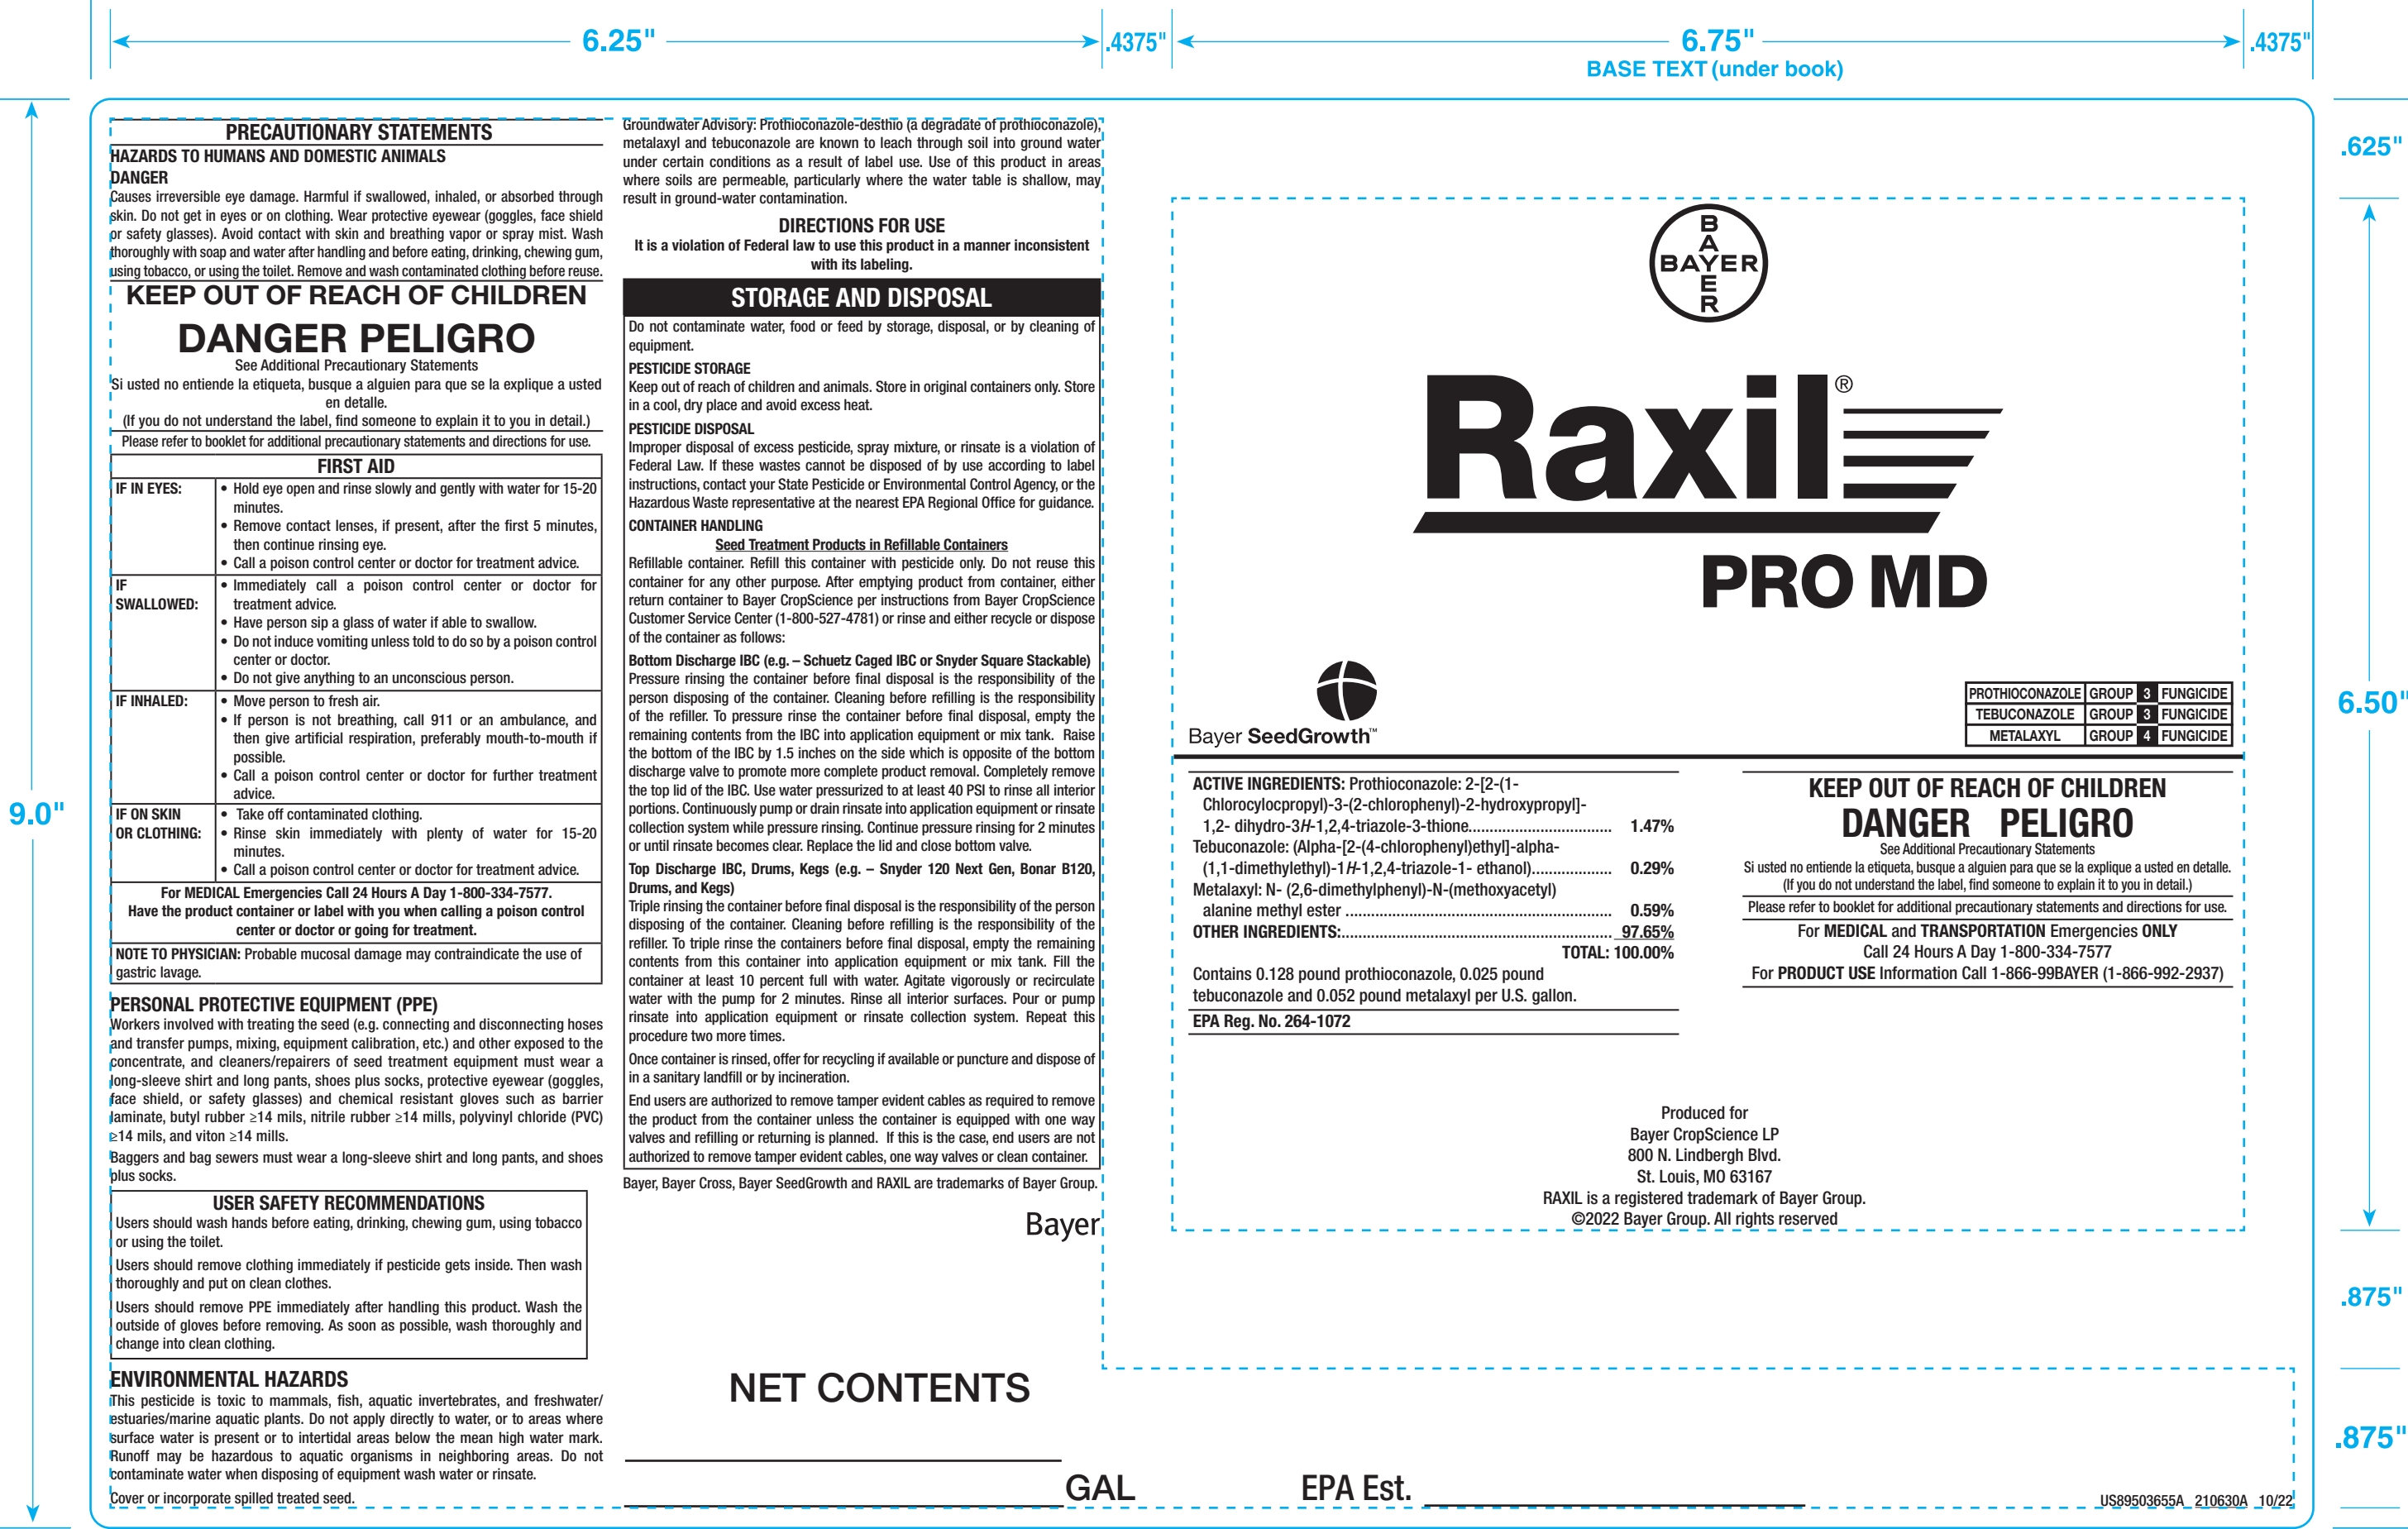 6.25"
.4375"
6.75"
.4375"
BASE TEXT (under book)
9.0"
PRECAUTIONARY STATEMENTS
HAZARDS TO HUMANS AND DOMESTIC ANIMALS
DANGER
Causes irreversible eye damage. Harmful if swallowed, inhaled, or absorbed through
skin. Do not get in eyes or on clothing. Wear protective eyewear (goggles, face shield
or safety glasses). Avoid contact with skin and breathing vapor or spray mist. Wash
thoroughly with soap and water after handling and before eating, drinking, chewing gum,
using tobacco, or using the toilet. Remove and wash contaminated clothing before reuse.
KEEP OUT OF REACH OF CHILDREN
DANGER PELIGRO
See Additional Precautionary Statements
Si usted no entiende la etiqueta, busque a alguien para que se la explique a usted
en detalle.
(If you do not understand the label, find someone to explain it to you in detail.)
Please refer to booklet for additional precautionary statements and directions for use.
FIRST AID
IF IN EYES:
• Hold eye open and rinse slowly and gently with water for 15-20
minutes.
• Remove contact lenses, if present, after the first 5 minutes,
then continue rinsing eye.
• Call a poison control center or doctor for treatment advice.
IF
SWALLOWED:
• Immediately call a poison control center or doctor for
treatment advice.
• Have person sip a glass of water if able to swallow.
• Do not induce vomiting unless told to do so by a poison control
center or doctor.
• Do not give anything to an unconscious person.
IF INHALED:
• Move person to fresh air.
• If person is not breathing, call 911 or an ambulance, and
then give artificial respiration, preferably mouth-to-mouth if
possible.
• Call a poison control center or doctor for further treatment
advice.
IF ON SKIN
OR CLOTHING:
• Take off contaminated clothing.
• Rinse skin immediately with plenty of water for 15-20
minutes.
• Call a poison control center or doctor for treatment advice.
For MEDICAL Emergencies Call 24 Hours A Day 1-800-334-7577.
Have the product container or label with you when calling a poison control
center or doctor or going for treatment.
NOTE TO PHYSICIAN: Probable mucosal damage may contraindicate the use of
gastric lavage.
PERSONAL PROTECTIVE EQUIPMENT (PPE)
Workers involved with treating the seed (e.g. connecting and disconnecting hoses
and transfer pumps, mixing, equipment calibration, etc.) and other exposed to the
concentrate, and cleaners/repairers of seed treatment equipment must wear a
long-sleeve shirt and long pants, shoes plus socks, protective eyewear (goggles,
face shield, or safety glasses) and chemical resistant gloves such as barrier
laminate, butyl rubber ≥14 mils, nitrile rubber ≥14 mills, polyvinyl chloride (PVC)
≥14 mils, and viton ≥14 mills.
Baggers and bag sewers must wear a long-sleeve shirt and long pants, and shoes
plus socks.
USER SAFETY RECOMMENDATIONS
Users should wash hands before eating, drinking, chewing gum, using tobacco
or using the toilet.
Users should remove clothing immediately if pesticide gets inside. Then wash
thoroughly and put on clean clothes.
Users should remove PPE immediately after handling this product. Wash the
outside of gloves before removing. As soon as possible, wash thoroughly and
change into clean clothing.
ENVIRONMENTAL HAZARDS
This pesticide is toxic to mammals, fish, aquatic invertebrates, and freshwater/
estuaries/marine aquatic plants. Do not apply directly to water, or to areas where
surface water is present or to intertidal areas below the mean high water mark.
Runoff may be hazardous to aquatic organisms in neighboring areas. Do not
contaminate water when disposing of equipment wash water or rinsate.
Cover or incorporate spilled treated seed.
Groundwater Advisory: Prothioconazole-desthio (a degradate of prothioconazole),
metalaxyl and tebuconazole are known to leach through soil into ground water
under certain conditions as a result of label use. Use of this product in areas
where soils are permeable, particularly where the water table is shallow, may
result in ground-water contamination.
DIRECTIONS FOR USE
It is a violation of Federal law to use this product in a manner inconsistent
with its labeling.
STORAGE AND DISPOSAL
Do not contaminate water, food or feed by storage, disposal, or by cleaning of
equipment.
PESTICIDE STORAGE
Keep out of reach of children and animals. Store in original containers only. Store
in a cool, dry place and avoid excess heat.
PESTICIDE DISPOSAL
Improper disposal of excess pesticide, spray mixture, or rinsate is a violation of
Federal Law. If these wastes cannot be disposed of by use according to label
instructions, contact your State Pesticide or Environmental Control Agency, or the
Hazardous Waste representative at the nearest EPA Regional Office for guidance.
CONTAINER HANDLING
Seed Treatment Products in Refillable Containers
Refillable container. Refill this container with pesticide only. Do not reuse this
container for any other purpose. After emptying product from container, either
return container to Bayer CropScience per instructions from Bayer CropScience
Customer Service Center (1-800-527-4781) or rinse and either recycle or dispose
of the container as follows:
Bottom Discharge IBC (e.g. – Schuetz Caged IBC or Snyder Square Stackable)
Pressure rinsing the container before final disposal is the responsibility of the
person disposing of the container. Cleaning before refilling is the responsibility
of the refiller. To pressure rinse the container before final disposal, empty the
remaining contents from the IBC into application equipment or mix tank. Raise
the bottom of the IBC by 1.5 inches on the side which is opposite of the bottom
discharge valve to promote more complete product removal. Completely remove
the top lid of the IBC. Use water pressurized to at least 40 PSI to rinse all interior
portions. Continuously pump or drain rinsate into application equipment or rinsate
collection system while pressure rinsing. Continue pressure rinsing for 2 minutes
or until rinsate becomes clear. Replace the lid and close bottom valve.
Top Discharge IBC, Drums, Kegs (e.g. – Snyder 120 Next Gen, Bonar B120,
Drums, and Kegs)
Triple rinsing the container before final disposal is the responsibility of the person
disposing of the container. Cleaning before refilling is the responsibility of the
refiller. To triple rinse the containers before final disposal, empty the remaining
contents from this container into application equipment or mix tank. Fill the
container at least 10 percent full with water. Agitate vigorously or recirculate
water with the pump for 2 minutes. Rinse all interior surfaces. Pour or pump
rinsate into application equipment or rinsate collection system. Repeat this
procedure two more times.
Once container is rinsed, offer for recycling if available or puncture and dispose of
in a sanitary landfill or by incineration.
End users are authorized to remove tamper evident cables as required to remove
the product from the container unless the container is equipped with one way
valves and refilling or returning is planned. If this is the case, end users are not
authorized to remove tamper evident cables, one way valves or clean container.
Bayer, Bayer Cross, Bayer SeedGrowth and RAXIL are trademarks of Bayer Group.
Bayer
NET CONTENTS
GAL
EPA Est.
BAYER
BAYER
Raxil®
PRO MD
Bayer SeedGrowth™
PROTHIOCONAZOLE GROUP 3 FUNGICIDE
TEBUCONAZOLE GROUP 3 FUNGICIDE
METALAXYL GROUP 4 FUNGICIDE
ACTIVE INGREDIENTS: Prothioconazole: 2-[2-(1-
Chlorocylocpropyl)-3-(2-chlorophenyl)-2-hydroxypropyl]-
1,2- dihydro-3H-1,2,4-triazole-3-thione.................................. 1.47%
Tebuconazole: (Alpha-[2-(4-chlorophenyl)ethyl]-alpha-
(1,1-dimethylethyl)-1H-1,2,4-triazole-1- ethanol)................... 0.29%
Metalaxyl: N- (2,6-dimethylphenyl)-N-(methoxyacetyl)
alanine methyl ester ............................................................... 0.59%
OTHER INGREDIENTS:................................................................ 97.65%
TOTAL: 100.00%
Contains 0.128 pound prothioconazole, 0.025 pound
tebuconazole and 0.052 pound metalaxyl per U.S. gallon.
EPA Reg. No. 264-1072
KEEP OUT OF REACH OF CHILDREN
DANGER PELIGRO
See Additional Precautionary Statements
Si usted no entiende la etiqueta, busque a alguien para que se la explique a usted en detalle.
(If you do not understand the label, find someone to explain it to you in detail.)
Please refer to booklet for additional precautionary statements and directions for use.
For MEDICAL and TRANSPORTATION Emergencies ONLY
Call 24 Hours A Day 1-800-334-7577
For PRODUCT USE Information Call 1-866-99BAYER (1-866-992-2937)
Produced for
Bayer CropScience LP
800 N. Lindbergh Blvd.
St. Louis, MO 63167
RAXIL is a registered trademark of Bayer Group.
©2022 Bayer Group. All rights reserved
US89503655A 210630A 10/22
.625"
6.50"
.875"
.875"